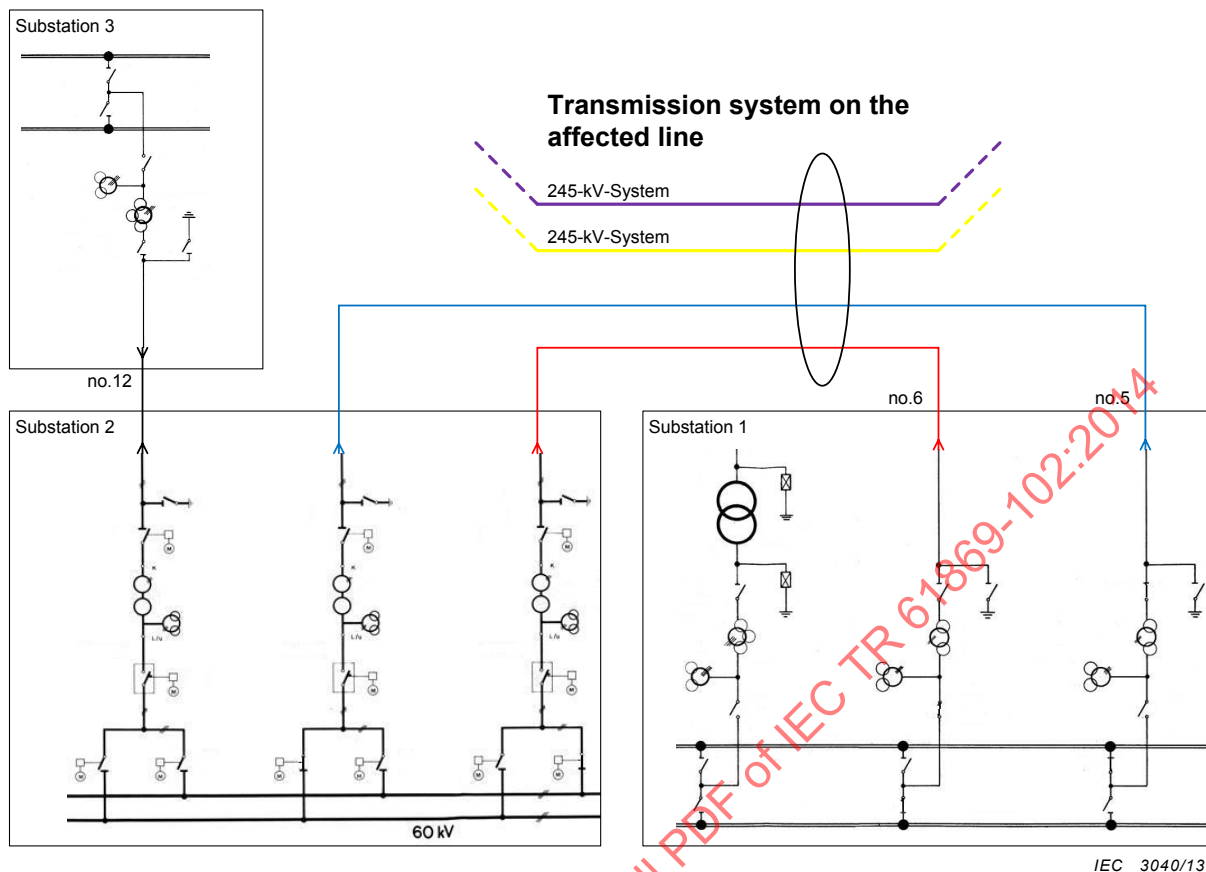 Substation 3
Transmission system on the
affected line
245-kV-System
245-kV-System
no.12
no.6
no.5
Substation 2
Substation 1
M
K
L/u
M
M
M
M
K
L/u
M
M
M
M
K
L/u
M
M
M
60 kV
ll PDF of IEC TR 61869-102:2014
IEC 3040/13